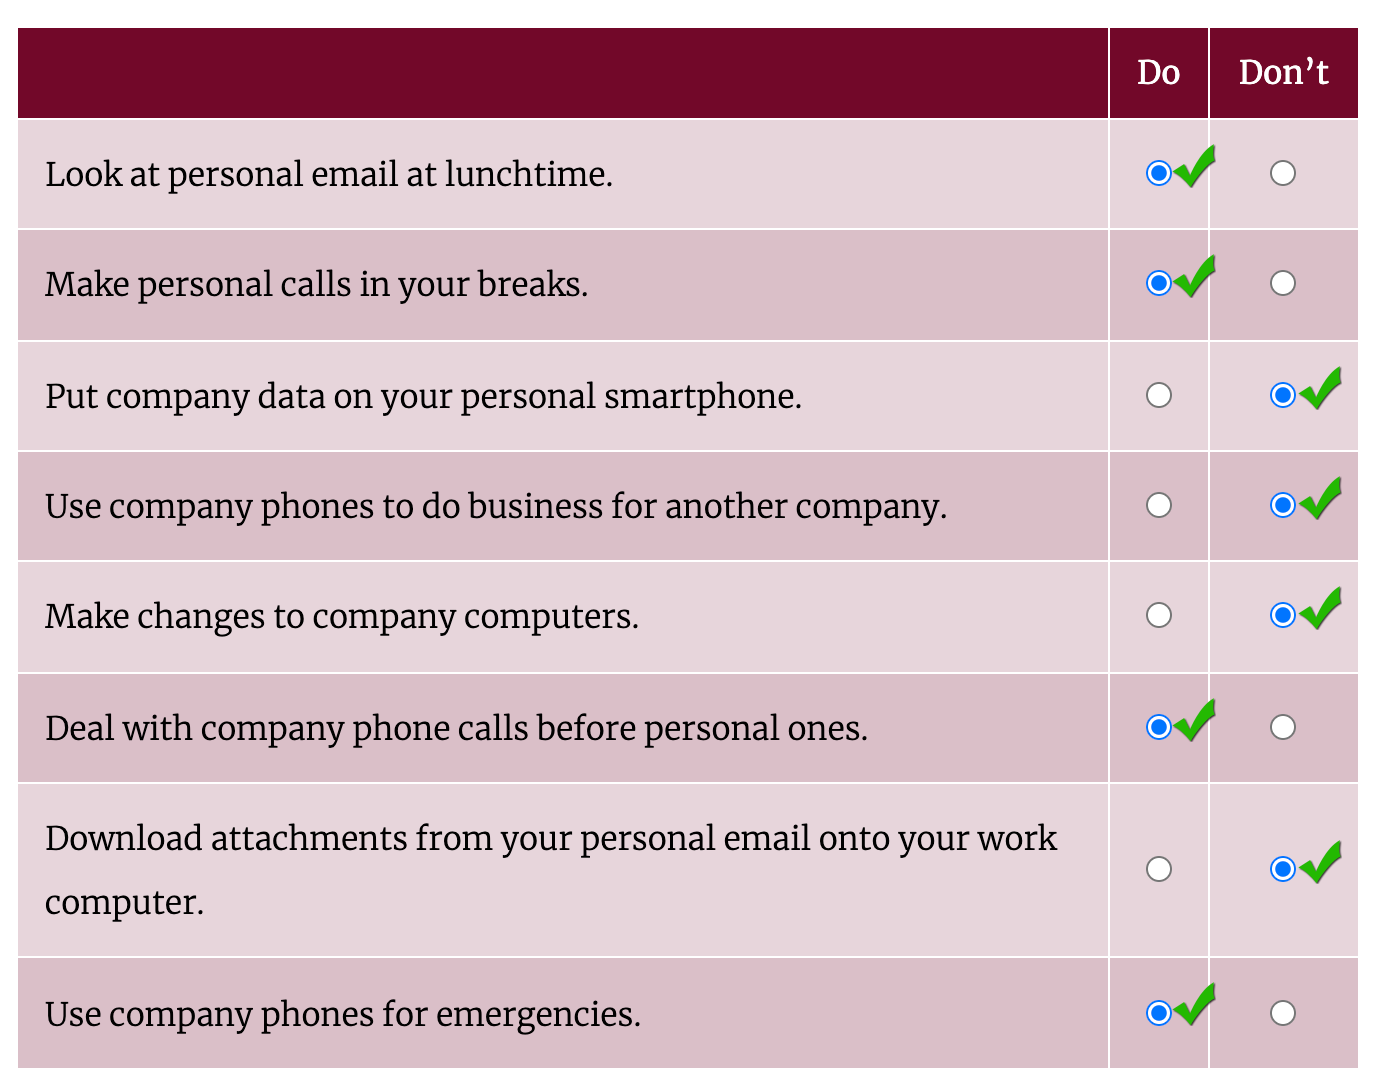 Do Don’t
Look at personal email at lunchtime.
Make personal calls in your breaks.
Put company data on your personal smartphone.
Use company phones to do business for another company.
Make changes to company computers.
Deal with company phone calls before personal ones.
Download attachments from your personal email onto your work
computer.
Use company phones for emergencies.